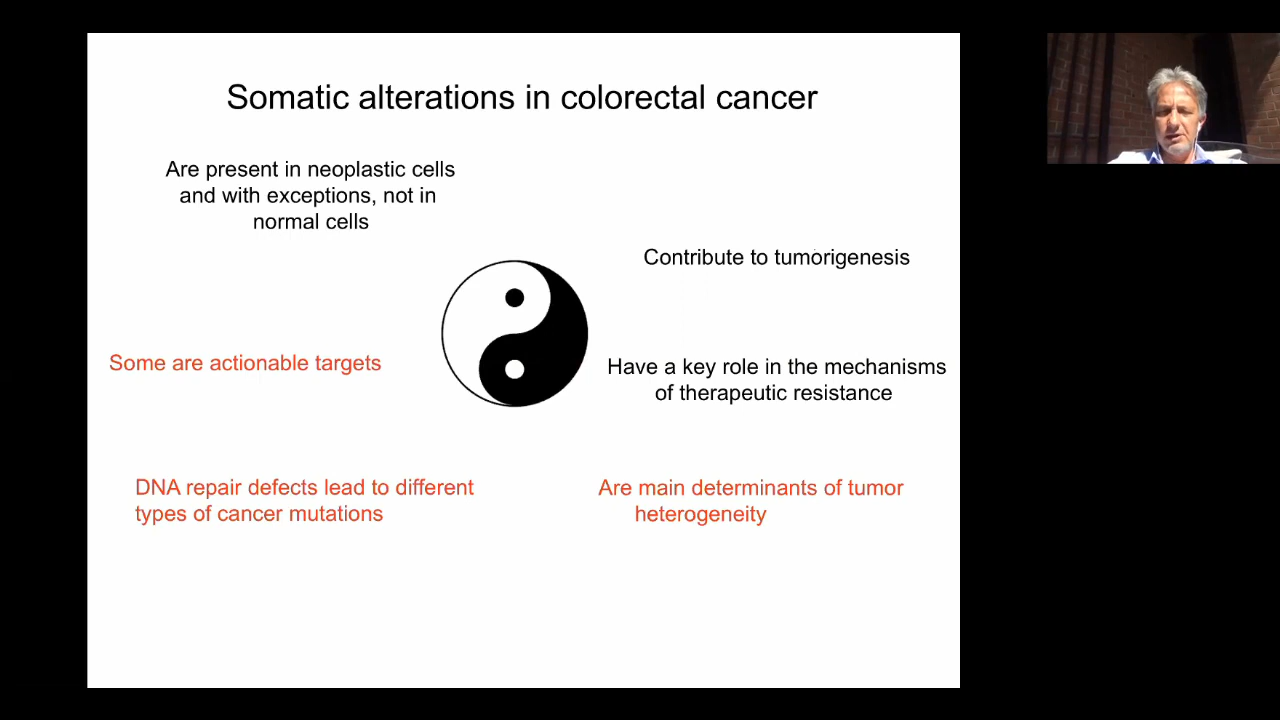 Somatic alterations in colorectal cancer
Are present in neoplastic cells
and with exceptions, not in
normal cells
Contribute to tumorigenesis
Some are actionable targets
Have a key role in the mechanisms
of therapeutic resistance
DNA repair defects lead to different
types of cancer mutations
Are main determinants of tumor
heterogeneity